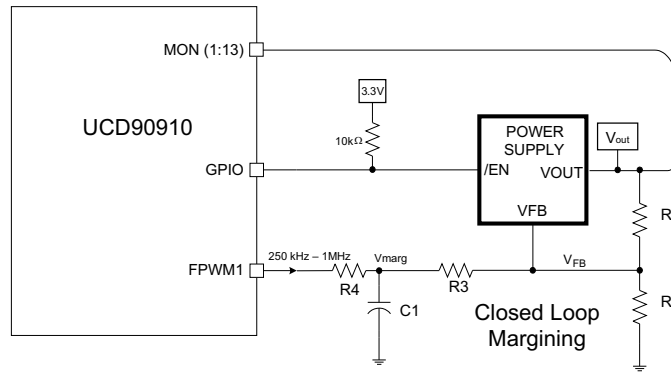 MON (1:13)
UCD90910
3.3V
10kΩ
POWER
SUPPLY
Vout
GPIO
/EN
VOUT
VFB
R
250 kHz – 1MHz
Vmarg
VFB
FPWM1
R4
R3
R
C1
Closed Loop
Margining